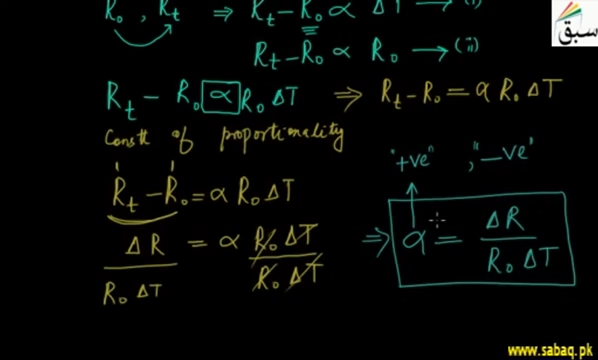 R₀ , Rt ⇒ Rt − R₀ ∝ ΔT → (i)
سبق
Rt − R₀ ∝ R₀ → (ii)
Rt − R₀ ∝ R₀ ΔT ⇒ Rt − R₀ = α R₀ ΔT
Constt of proportionality
"+ve" , "−ve"
Rt − R₀ = α R₀ ΔT
ΔR / R₀ ΔT = α R₀ ΔT / R₀ ΔT ⇒ α = ΔR / R₀ ΔT
www.sabaq.pk